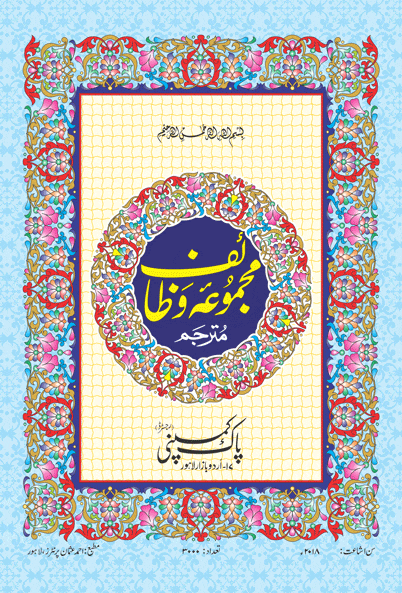 بسم اللہ الرحمٰن الرحیم
مجموعہ وظائف
مترجم
پاک کمپنی (رجسٹرڈ)
۱۷-اردو بازار لاہور
سن اشاعت: ۲۰۱۸ء تعداد: ۳۰۰۰ مطبع: احمد عثمان پرنٹرز، لاہور